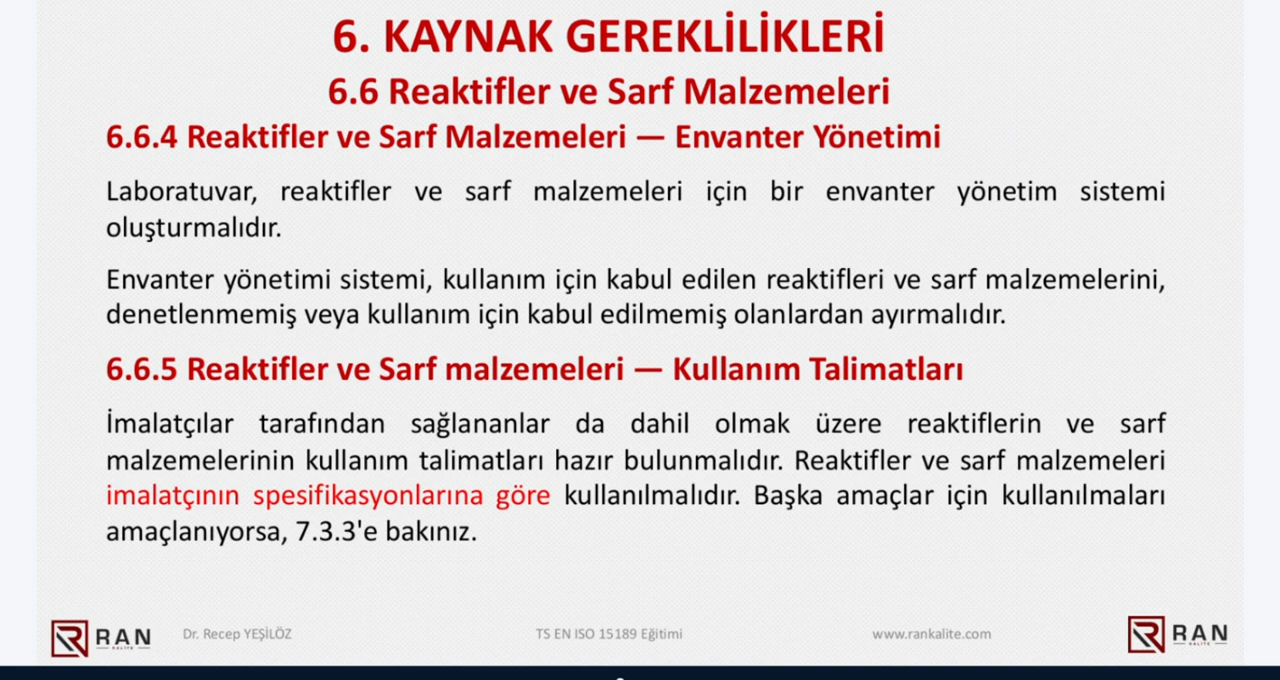 6. KAYNAK GEREKLİLİKLERİ
6.6 Reaktifler ve Sarf Malzemeleri
6.6.4 Reaktifler ve Sarf Malzemeleri — Envanter Yönetimi
Laboratuvar, reaktifler ve sarf malzemeleri için bir envanter yönetim sistemi
oluşturmalıdır.
Envanter yönetimi sistemi, kullanım için kabul edilen reaktifleri ve sarf malzemelerini,
denetlenmemiş veya kullanım için kabul edilmemiş olanlardan ayırmalıdır.
6.6.5 Reaktifler ve Sarf malzemeleri — Kullanım Talimatları
İmalatçılar tarafından sağlananlar da dahil olmak üzere reaktiflerin ve sarf
malzemelerinin kullanım talimatları hazır bulunmalıdır. Reaktifler ve sarf malzemeleri
imalatçının spesifikasyonlarına göre kullanılmalıdır. Başka amaçlar için kullanılmaları
amaçlanıyorsa, 7.3.3'e bakınız.
RAN
KALİTE
Dr. Recep YEŞİLÖZ
TS EN ISO 15189 Eğitimi
www.rankalite.com
RAN
KALİTE